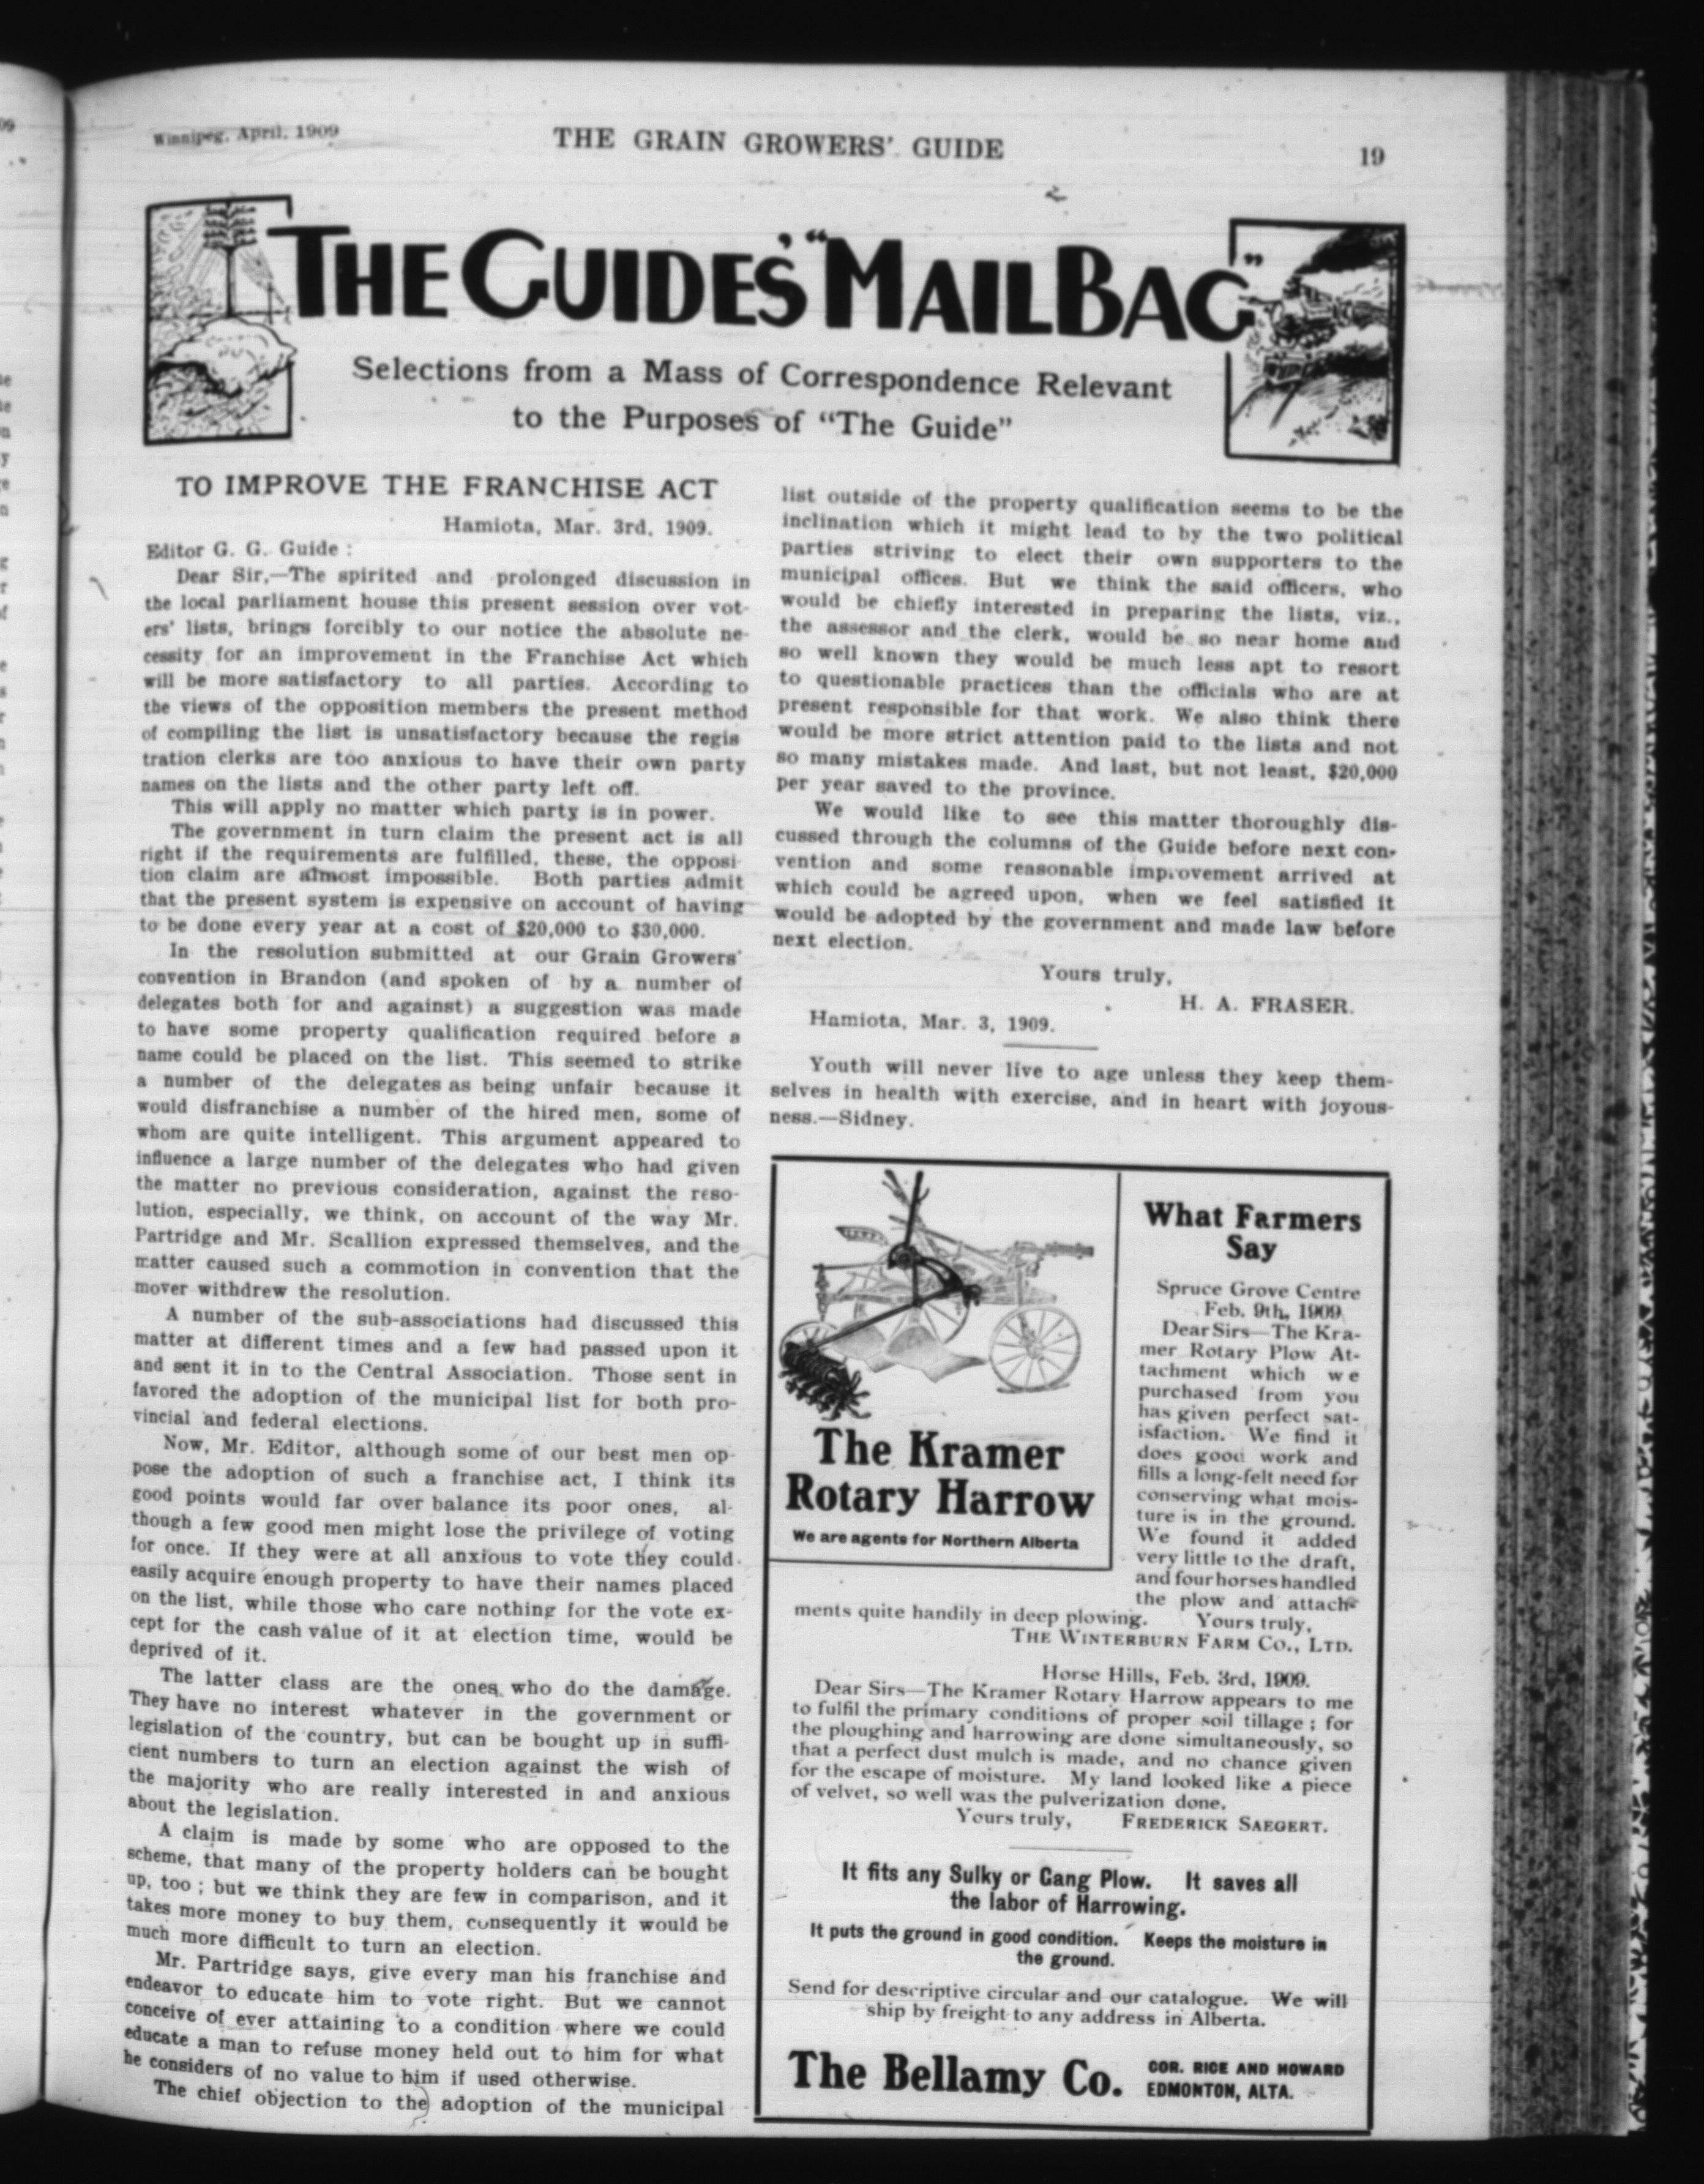 Winnipeg, April, 1909
THE GRAIN GROWERS' GUIDE
19
THE GUIDE'S "MAIL BAG"
Selections from a Mass of Correspondence Relevant
to the Purposes of "The Guide"
TO IMPROVE THE FRANCHISE ACT
Hamiota, Mar. 3rd, 1909.
Editor G. G. Guide :
Dear Sir,—The spirited and prolonged discussion in
the local parliament house this present session over vot-
ers' lists, brings forcibly to our notice the absolute ne-
cessity for an improvement in the Franchise Act which
will be more satisfactory to all parties. According to
the views of the opposition members the present method
of compiling the list is unsatisfactory because the regis
tration clerks are too anxious to have their own party
names on the lists and the other party left off.
This will apply no matter which party is in power.
The government in turn claim the present act is all
right if the requirements are fulfilled, these, the opposi
tion claim are almost impossible. Both parties admit
that the present system is expensive on account of having
to be done every year at a cost of $20,000 to $30,000.
In the resolution submitted at our Grain Growers'
convention in Brandon (and spoken of by a number of
delegates both for and against) a suggestion was made
to have some property qualification required before a
name could be placed on the list. This seemed to strike
a number of the delegates as being unfair because it
would disfranchise a number of the hired men, some of
whom are quite intelligent. This argument appeared to
influence a large number of the delegates who had given
the matter no previous consideration, against the reso-
lution, especially, we think, on account of the way Mr.
Partridge and Mr. Scallion expressed themselves, and the
matter caused such a commotion in convention that the
mover withdrew the resolution.
A number of the sub-associations had discussed this
matter at different times and a few had passed upon it
and sent it in to the Central Association. Those sent in
favored the adoption of the municipal list for both pro-
vincial and federal elections.
Now, Mr. Editor, although some of our best men op-
pose the adoption of such a franchise act, I think its
good points would far over balance its poor ones, al-
though a few good men might lose the privilege of voting
for once. If they were at all anxious to vote they could
easily acquire enough property to have their names placed
on the list, while those who care nothing for the vote ex-
cept for the cash value of it at election time, would be
deprived of it.
The latter class are the ones who do the damage.
They have no interest whatever in the government or
legislation of the country, but can be bought up in suffi-
cient numbers to turn an election against the wish of
the majority who are really interested in and anxious
about the legislation.
A claim is made by some who are opposed to the
scheme, that many of the property holders can be bought
up, too ; but we think they are few in comparison, and it
takes more money to buy them, consequently it would be
much more difficult to turn an election.
Mr. Partridge says, give every man his franchise and
endeavor to educate him to vote right. But we cannot
conceive of ever attaining to a condition where we could
educate a man to refuse money held out to him for what
he considers of no value to him if used otherwise.
The chief objection to the adoption of the municipal
list outside of the property qualification seems to be the
inclination which it might lead to by the two political
parties striving to elect their own supporters to the
municipal offices. But we think the said officers, who
would be chiefly interested in preparing the lists, viz.,
the assessor and the clerk, would be so near home and
so well known they would be much less apt to resort
to questionable practices than the officials who are at
present responsible for that work. We also think there
would be more strict attention paid to the lists and not
so many mistakes made. And last, but not least, $20,000
per year saved to the province.
We would like to see this matter thoroughly dis-
cussed through the columns of the Guide before next con-
vention and some reasonable improvement arrived at
which could be agreed upon, when we feel satisfied it
would be adopted by the government and made law before
next election.
Yours truly,
H. A. FRASER.
Hamiota, Mar. 3, 1909.
Youth will never live to age unless they keep them-
selves in health with exercise, and in heart with joyous-
ness.—Sidney.
The Kramer
Rotary Harrow
We are agents for Northern Alberta
What Farmers
Say
Spruce Grove Centre
Feb. 9th, 1909
Dear Sirs—The Kra-
mer Rotary Plow At-
tachment which we
purchased from you
has given perfect sat-
isfaction. We find it
does good work and
fills a long-felt need for
conserving what mois-
ture is in the ground.
We found it added
very little to the draft,
and four horses handled
the plow and attach-
ments quite handily in deep plowing. Yours truly,
THE WINTERBURN FARM CO., LTD.
Horse Hills, Feb. 3rd, 1909.
Dear Sirs—The Kramer Rotary Harrow appears to me
to fulfil the primary conditions of proper soil tillage ; for
the ploughing and harrowing are done simultaneously, so
that a perfect dust mulch is made, and no chance given
for the escape of moisture. My land looked like a piece
of velvet, so well was the pulverization done.
Yours truly, FREDERICK SAEGERT.
It fits any Sulky or Gang Plow. It saves all
the labor of Harrowing.
It puts the ground in good condition. Keeps the moisture in
the ground.
Send for descriptive circular and our catalogue. We will
ship by freight to any address in Alberta.
The Bellamy Co.
COR. RICE AND HOWARD
EDMONTON, ALTA.